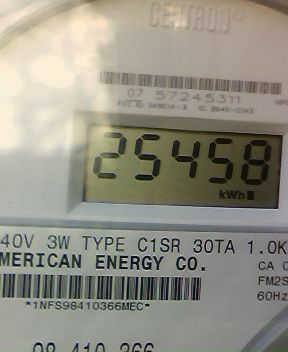 CENTRON®
07 57245311
25458
kWh
40V 3W TYPE C1SR 30TA 1.0K
MERICAN ENERGY CO.
CA 0
FM2S
60Hz
*1NFS98410366MEC*
98 410 366